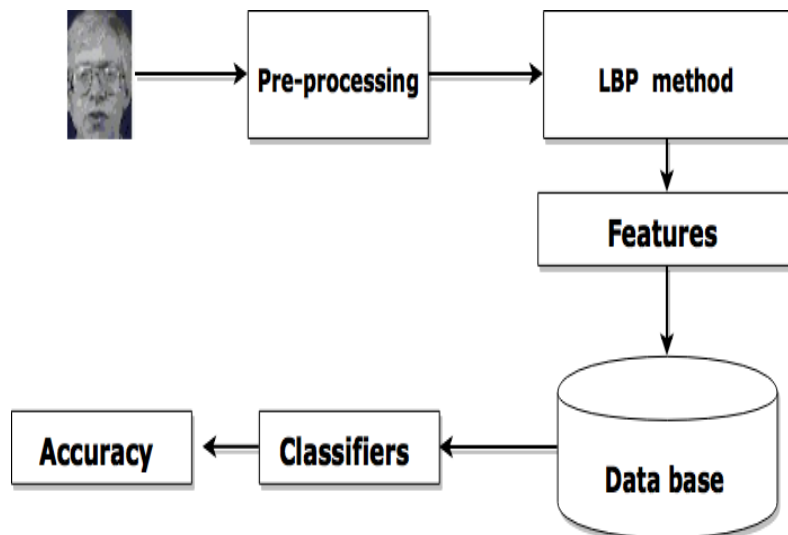 Pre-processing
LBP method
Features
Data base
Classifiers
Accuracy